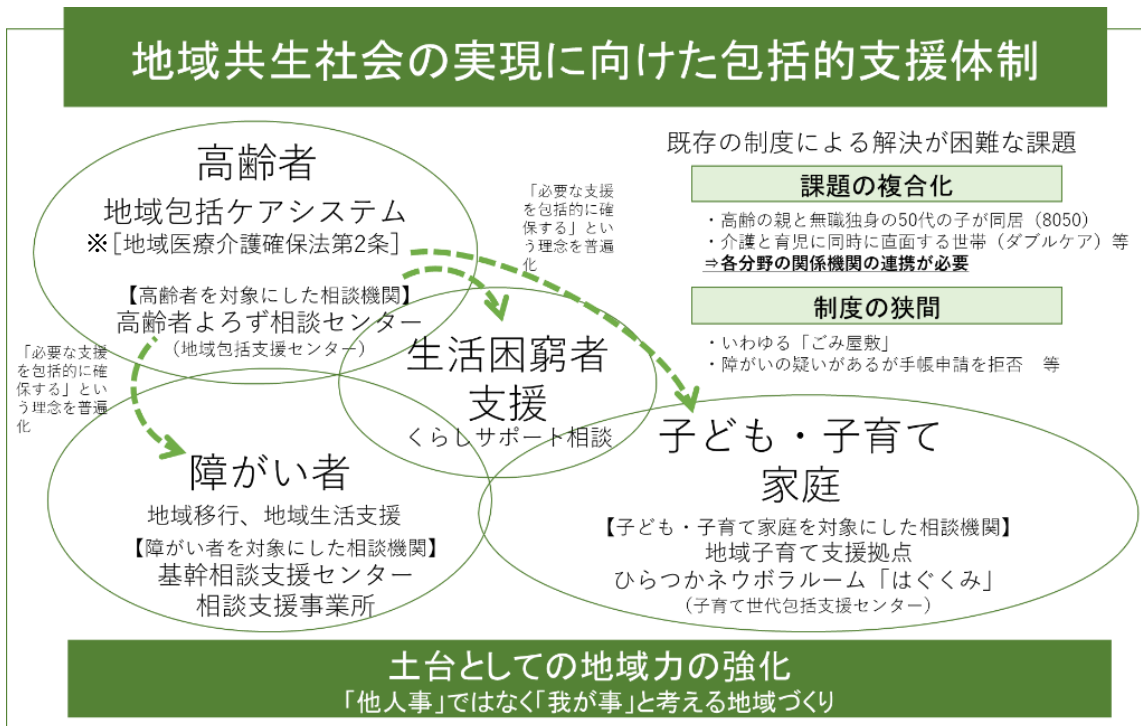 地域共生社会の実現に向けた包括的支援体制
高齢者
地域包括ケアシステム
※［地域医療介護確保法第2条］
【高齢者を対象にした相談機関】
高齢者よろず相談センター
（地域包括支援センター）
「必要な支援
を包括的に確
保する」とい
う理念を普遍
化
既存の制度による解決が困難な課題
課題の複合化
・高齢の親と無職独身の50代の子が同居（8050）
・介護と育児に同時に直面する世帯（ダブルケア）等
⇒各分野の関係機関の連携が必要
制度の狭間
・いわゆる「ごみ屋敷」
・障がいの疑いがあるが手帳申請を拒否　等
「必要な支援
を包括的に確
保する」とい
う理念を普遍
化
生活困窮者
支援
くらしサポート相談
障がい者
地域移行、地域生活支援
【障がい者を対象にした相談機関】
基幹相談支援センター
相談支援事業所
子ども・子育て
家庭
【子ども・子育て家庭を対象にした相談機関】
地域子育て支援拠点
ひらつかネウボラルーム「はぐくみ」
（子育て世代包括支援センター）
土台としての地域力の強化
「他人事」ではなく「我が事」と考える地域づくり